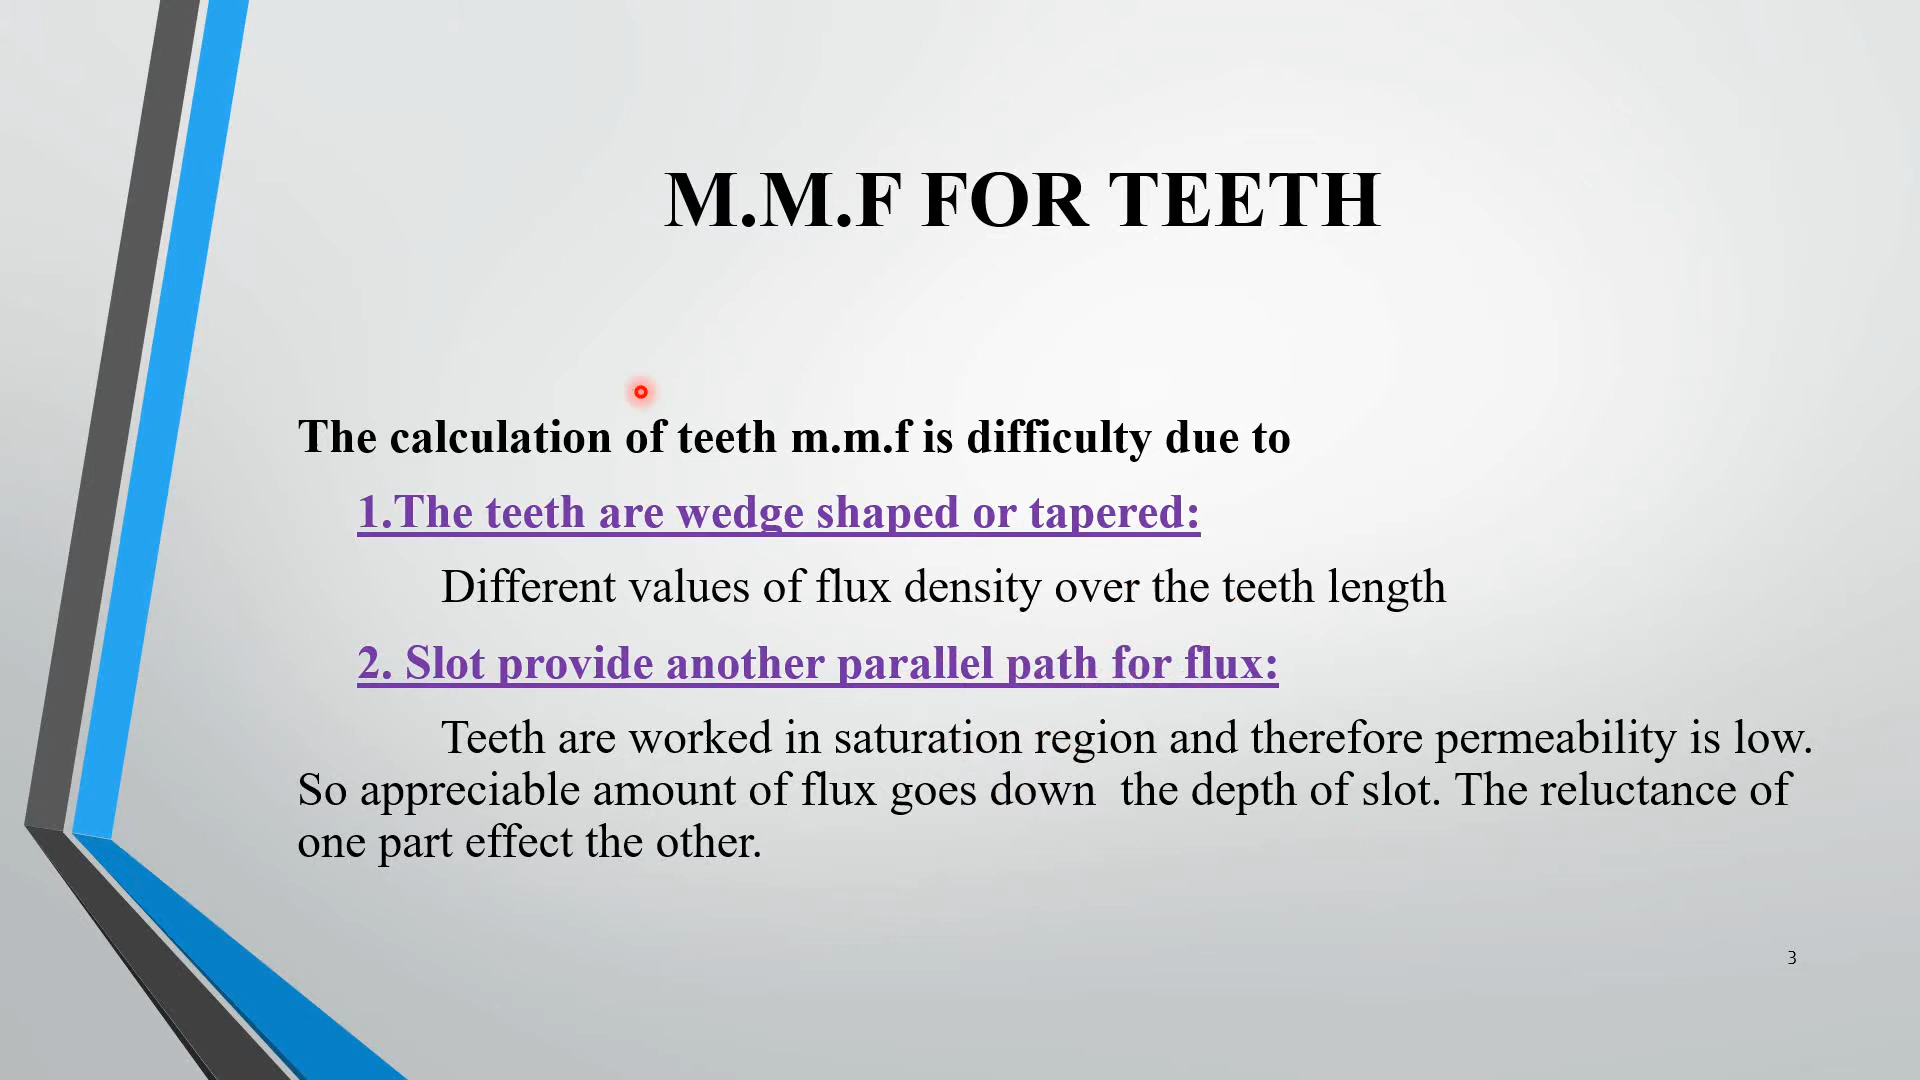 M.M.F FOR TEETH
The calculation of teeth m.m.f is difficulty due to
1.The teeth are wedge shaped or tapered:
Different values of flux density over the teeth length
2. Slot provide another parallel path for flux:
Teeth are worked in saturation region and therefore permeability is low.
So appreciable amount of flux goes down  the depth of slot. The reluctance of
one part effect the other.
3